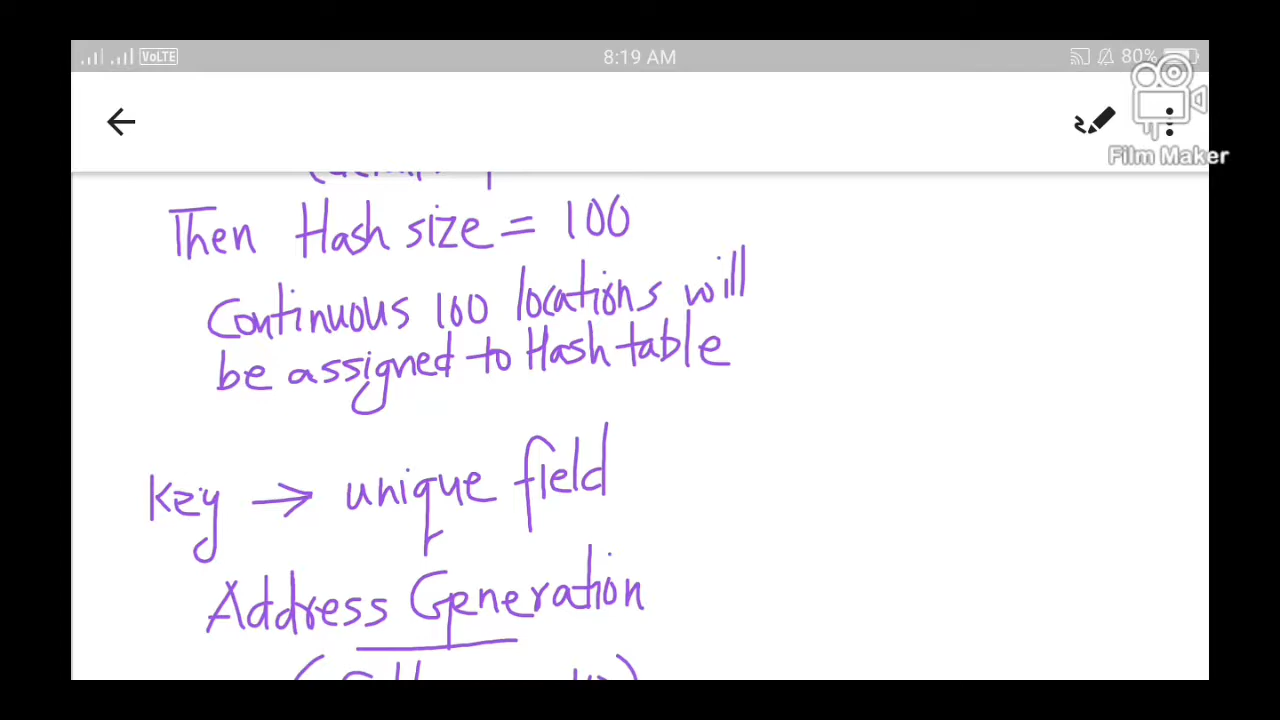 VoLTE 8:19 AM 80%
Film Maker
Then Hash size = 100
Continuous 100 locations will
be assigned to Hash table
Key → unique field
Address Generation